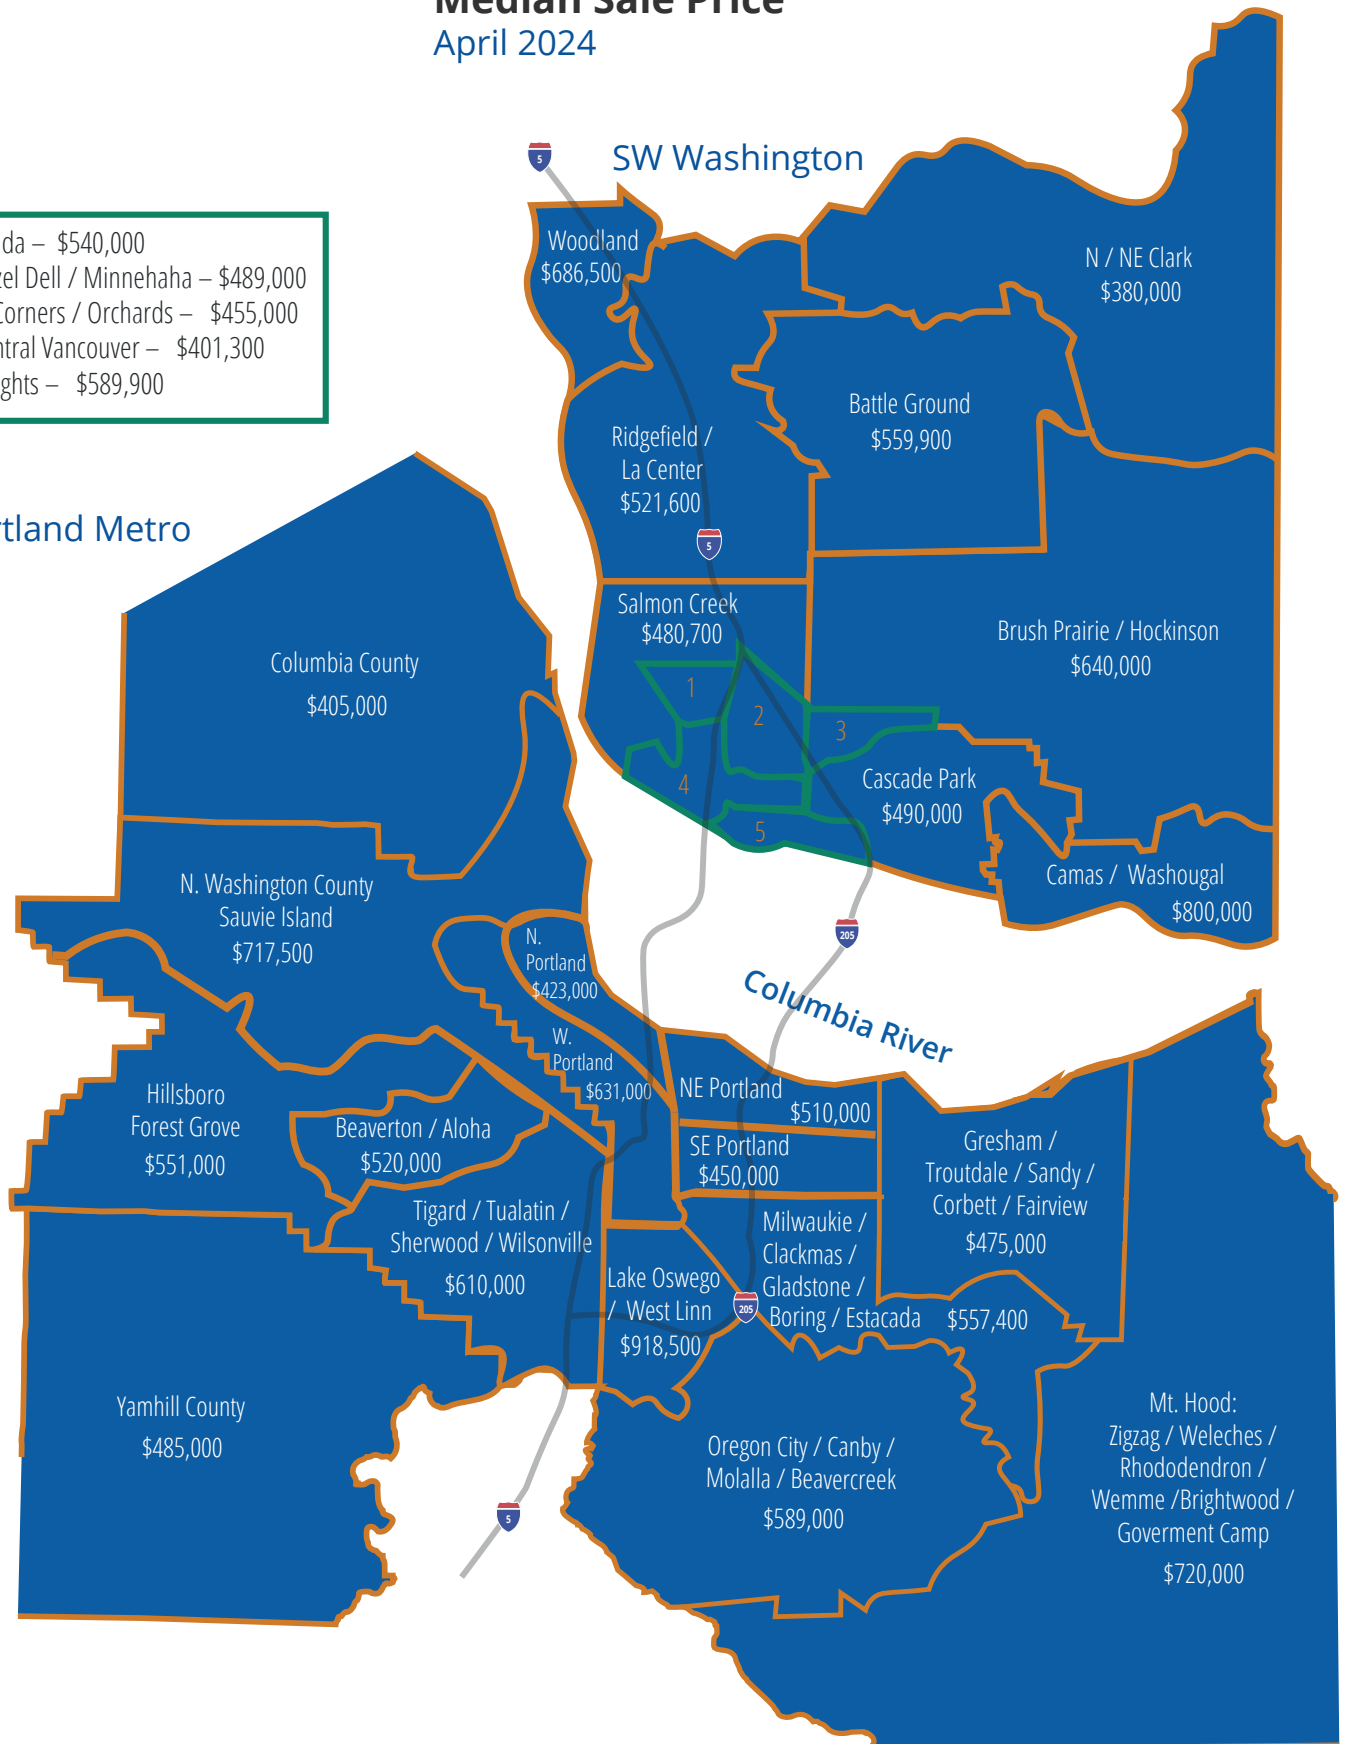 Median Sale Price
April 2024
SW Washington
da – $540,000
zel Dell / Minnehaha – $489,000
Corners / Orchards – $455,000
ntral Vancouver – $401,300
ghts – $589,900
rtland Metro
5
Woodland
$686,500
N / NE Clark
$380,000
Battle Ground
$559,900
Ridgefield /
La Center
$521,600
5
Salmon Creek
$480,700
Brush Prairie / Hockinson
$640,000
1
2
3
4
5
Cascade Park
$490,000
Camas / Washougal
$800,000
Columbia County
$405,000
N. Washington County
Sauvie Island
$717,500
N.
Portland
$423,000
W.
Portland
$631,000
205
Columbia River
NE Portland
$510,000
SE Portland
$450,000
Hillsboro
Forest Grove
$551,000
Beaverton / Aloha
$520,000
Tigard / Tualatin /
Sherwood / Wilsonville
$610,000
Gresham /
Troutdale / Sandy /
Corbett / Fairview
$475,000
Milwaukie /
Clackmas /
Gladstone /
Boring / Estacada $557,400
Lake Oswego
/ West Linn
$918,500
205
Yamhill County
$485,000
Oregon City / Canby /
Molalla / Beavercreek
$589,000
Mt. Hood:
Zigzag / Weleches /
Rhododendron /
Wemme /Brightwood /
Goverment Camp
$720,000
5